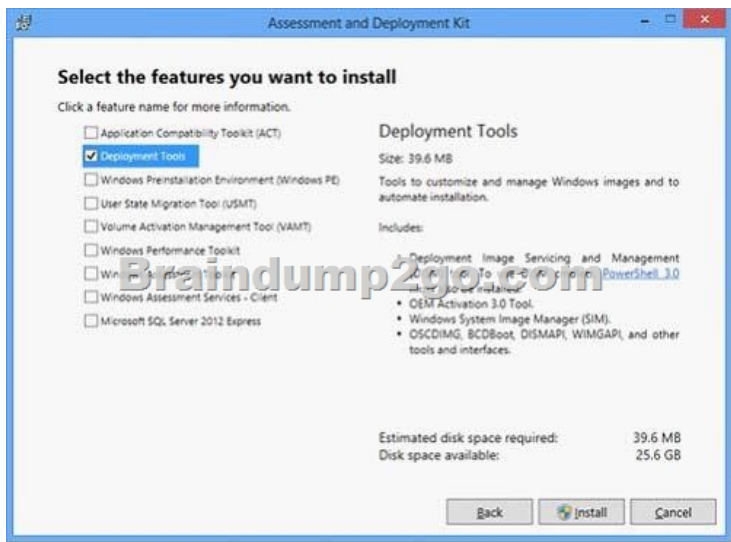 Assessment and Deployment Kit
Select the features you want to install
Click a feature name for more information.
Application Compatibility Toolkit (ACT)
Deployment Tools
Windows Preinstallation Environment (Windows PE)
User State Migration Tool (USMT)
Volume Activation Management Tool (VAMT)
Windows Performance Toolkit
Windows
Windows Assessment Services - Client
Microsoft SQL Server 2012 Express
Deployment Tools
Size: 39.6 MB
Tools to customize and manage Windows images and to
automate installation.
Includes:
• Deployment Image Servicing and Management
PowerShell 3.0
be installed.
• OEM Activation 3.0 Tool.
• Windows System Image Manager (SIM).
• OSCDIMG, BCDBoot, DISMAPI, WIMGAPI, and other
tools and interfaces.
Braindump2go.com
Estimated disk space required: 39.6 MB
Disk space available: 25.6 GB
Back
Install
Cancel